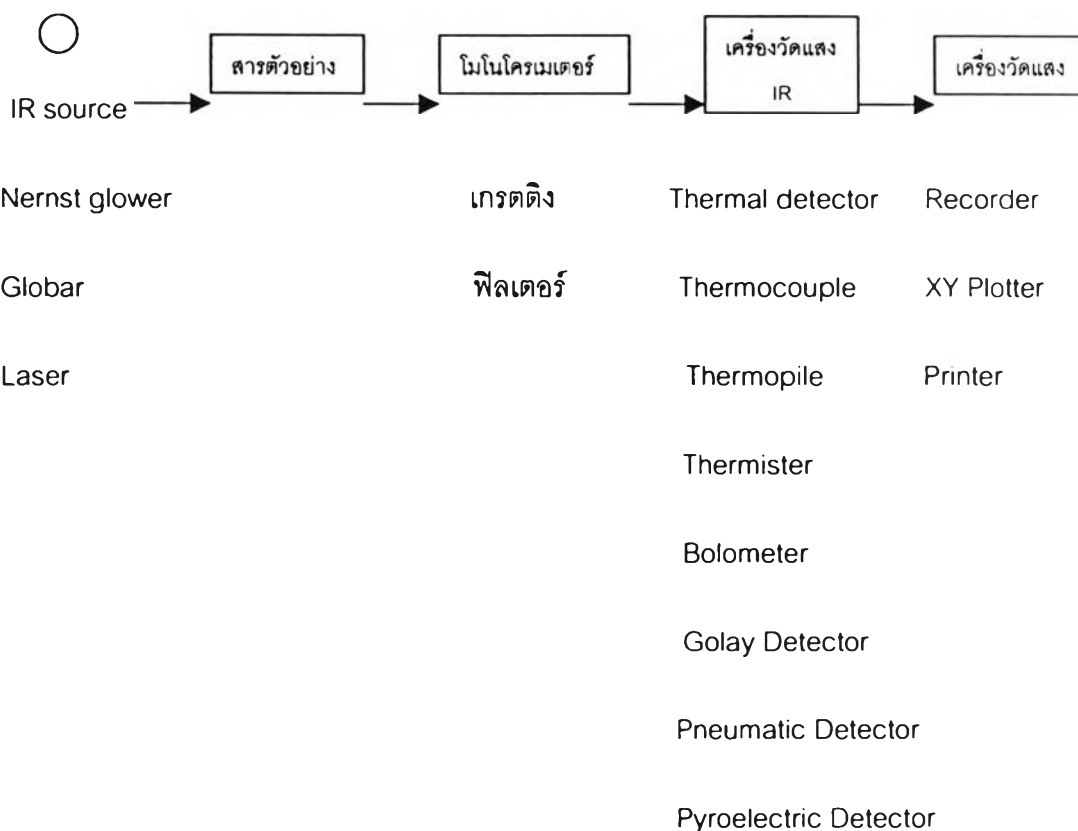 สารตัวอย่าง โมโนโครเมเตอร์ เครื่องวัดแสง เครื่องวัดแสง
IR source IR
Nernst glower เกรตติง Thermal detector Recorder
Globar ฟิลเตอร์ Thermocouple XY Plotter
Laser Thermopile Printer
Thermister
Bolometer
Golay Detector
Pneumatic Detector
Pyroelectric Detector